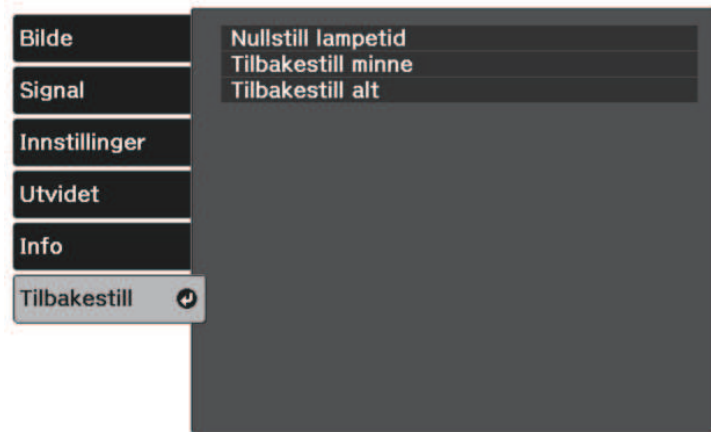 Bilde
Signal
Innstillinger
Utvidet
Info
Tilbakestill
Nullstill lampetid
Tilbakestill minne
Tilbakestill alt